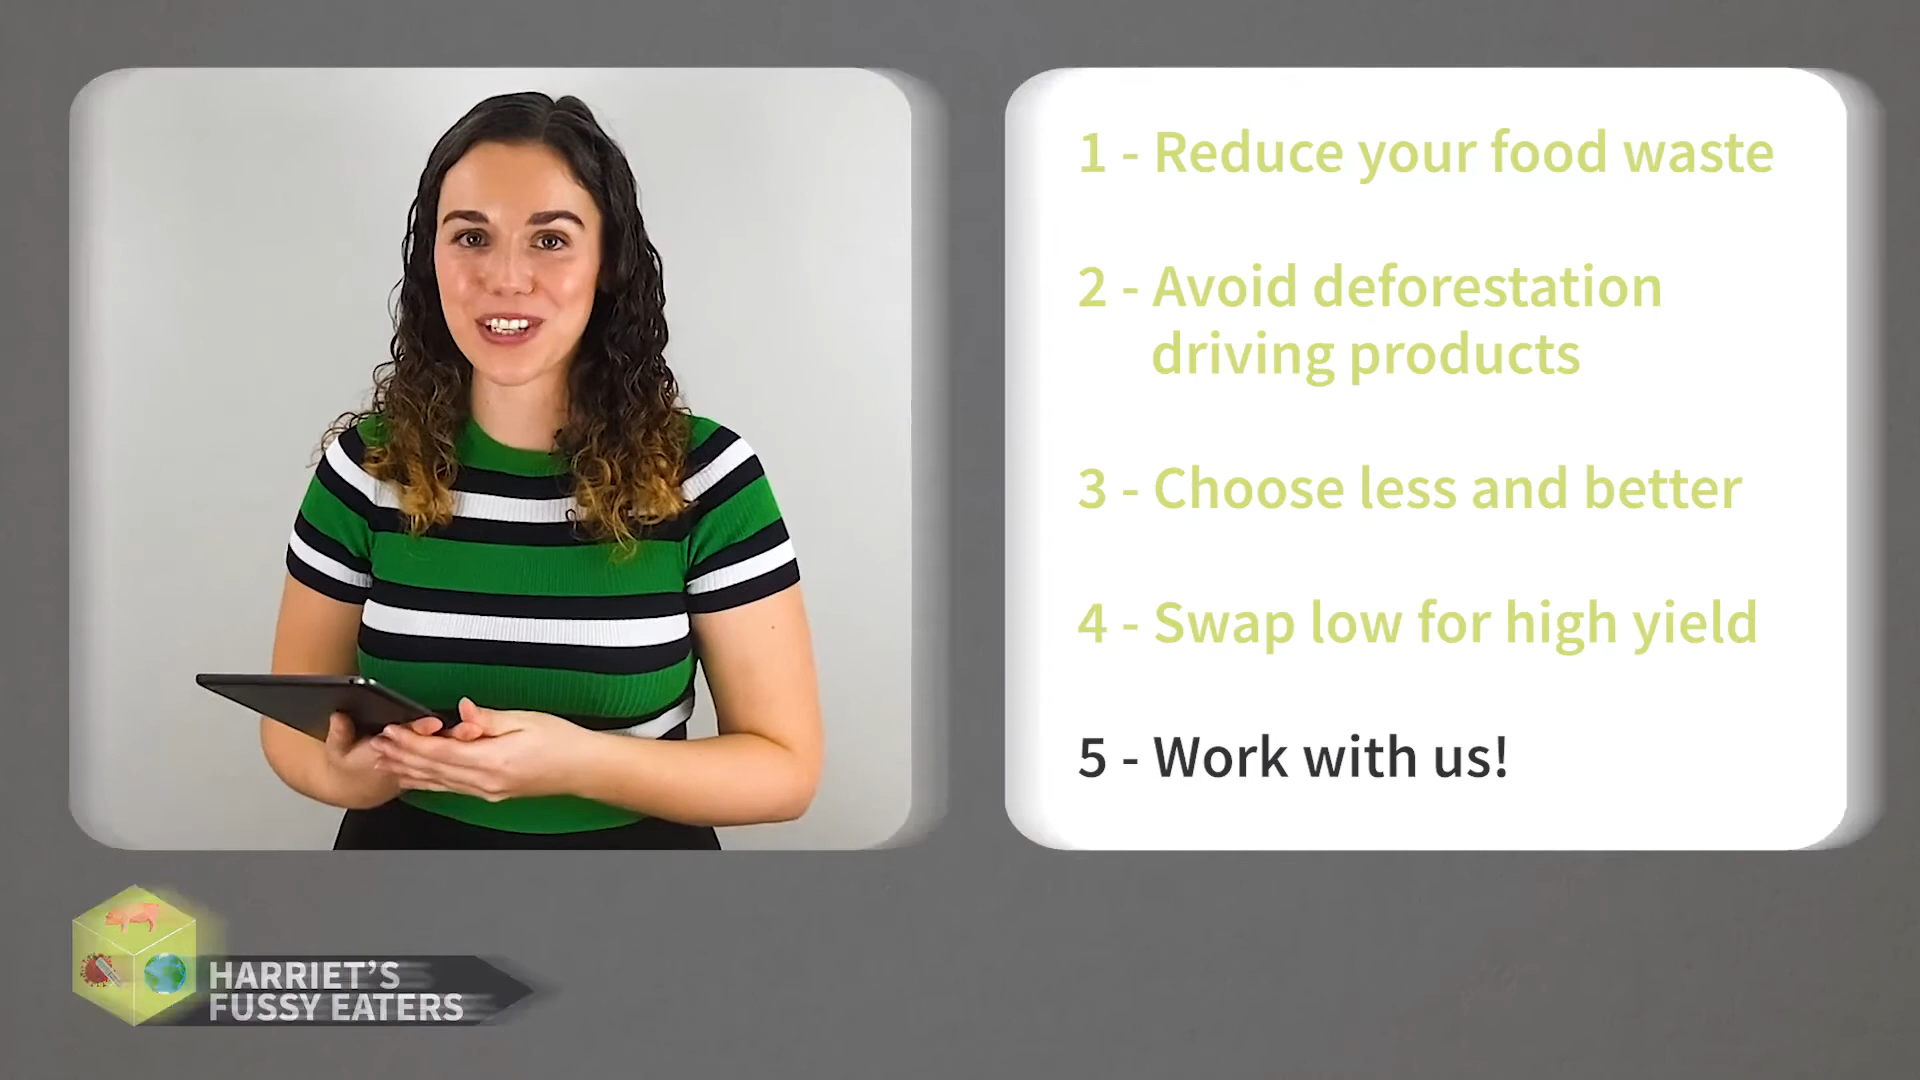 1 - Reduce your food waste
2 - Avoid deforestation
driving products
3 - Choose less and better
4 - Swap low for high yield
5 - Work with us!
HARRIET'S
FUSSY EATERS